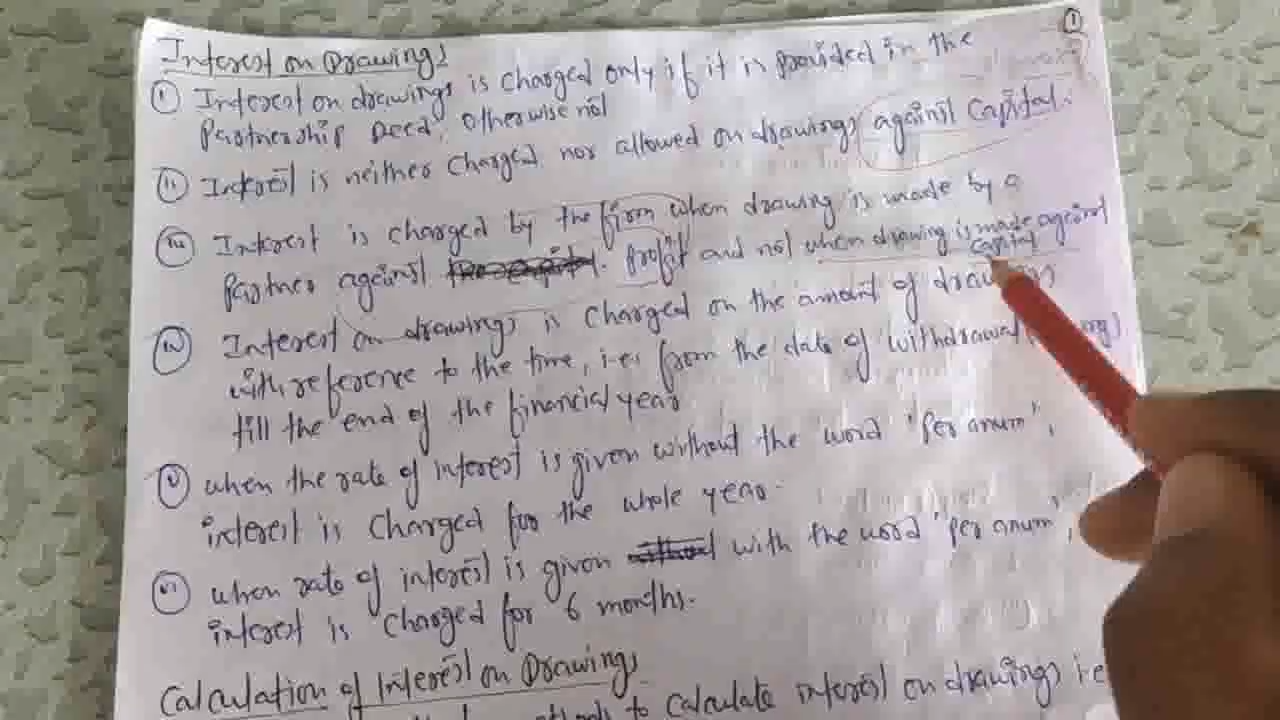 ①
Interest on Drawings
① Interest on drawings is charged only if it is provided in the
Partnership Deed, otherwise not
⑪ Interest is neither charged nor allowed on drawings against Capital.
⑪⑪ Interest is charged by the firm when drawing is made by a
Partner against Profit and not when drawing is made against
capital
iv Interest on drawings is charged on the amount of drawings
with reference to the time, i.e. from the date of withdrawal
till the end of the financial year
v when the rate of interest is given without the word 'Per anum',
interest is charged for the whole year.
vi when rate of interest is given with the word 'per anum',
interest is charged for 6 months.
Calculation of Interest on Drawings
to calculate interest on drawings i.e